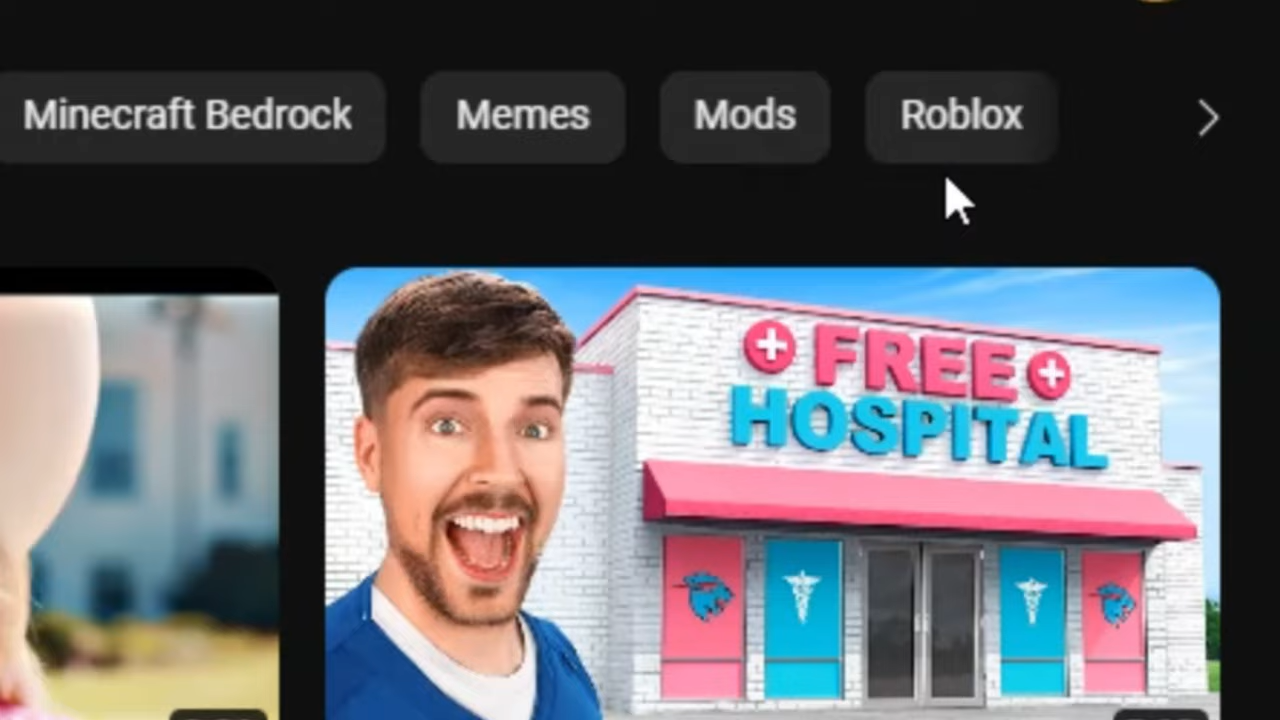 Minecraft Bedrock
Memes
Mods
Roblox
FREE
HOSPITAL